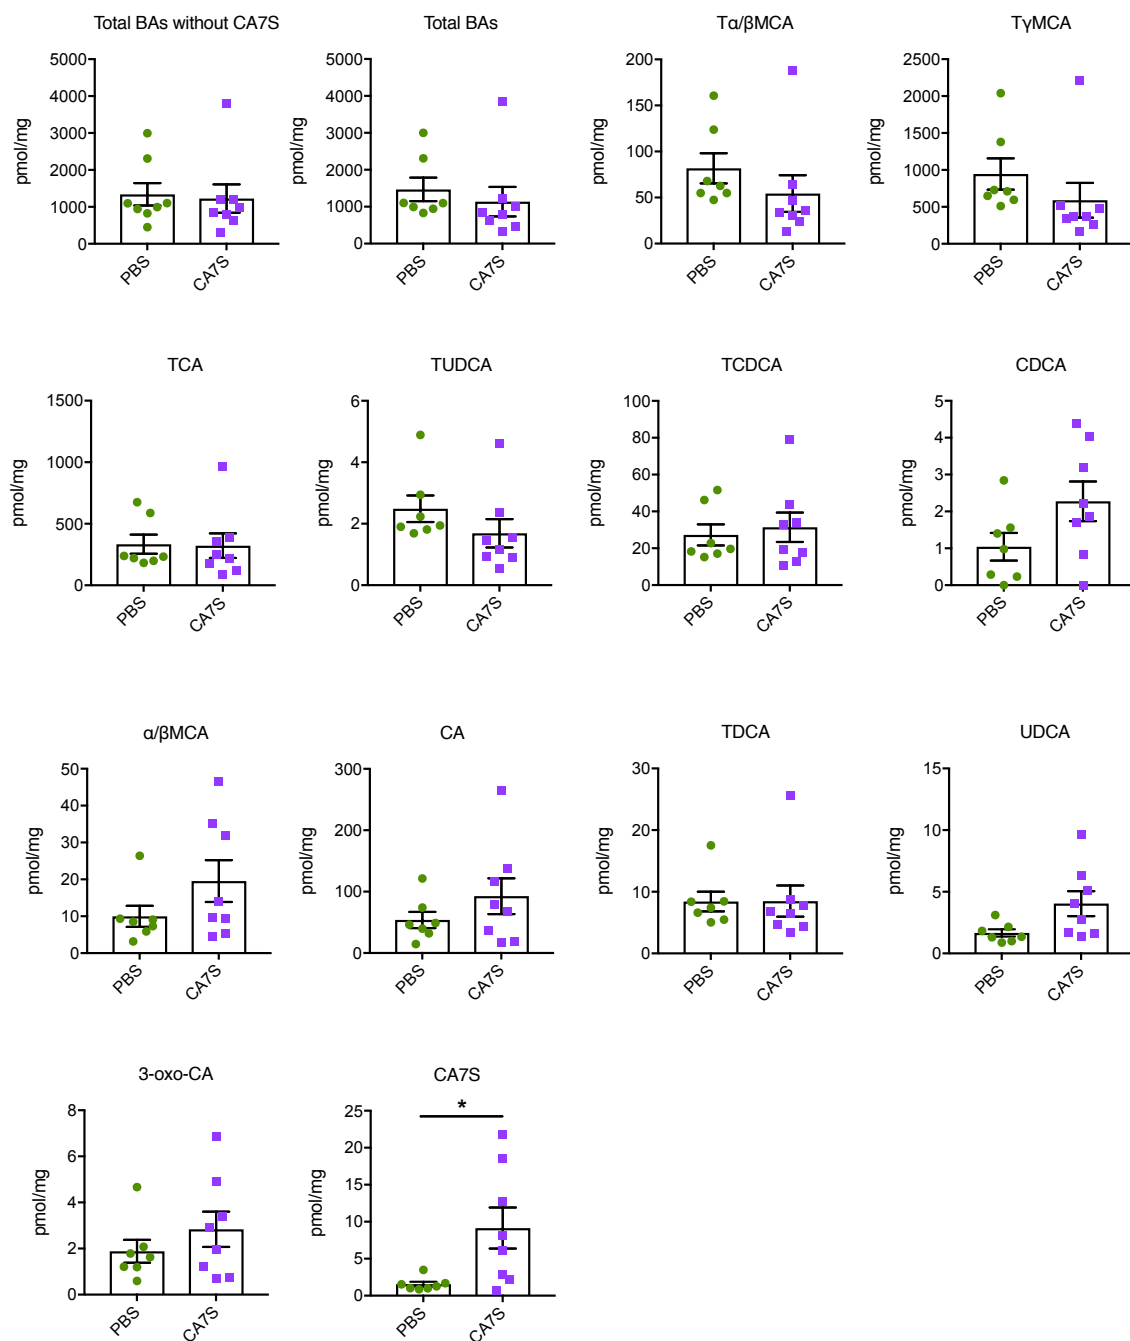 Total BAs without CA7S
Total BAs
Tα/βMCA
TγMCA
pmol/mg
5000
4000
3000
2000
1000
0
PBS
CA7S
pmol/mg
5000
4000
3000
2000
1000
0
PBS
CA7S
pmol/mg
200
150
100
50
0
PBS
CA7S
pmol/mg
2500
2000
1500
1000
500
0
PBS
CA7S
TCA
TUDCA
TCDCA
CDCA
pmol/mg
1500
1000
500
0
PBS
CA7S
pmol/mg
6
4
2
0
PBS
CA7S
pmol/mg
100
80
60
40
20
0
PBS
CA7S
pmol/mg
5
4
3
2
1
0
PBS
CA7S
α/βMCA
CA
TDCA
UDCA
pmol/mg
50
40
30
20
10
0
PBS
CA7S
pmol/mg
300
200
100
0
PBS
CA7S
pmol/mg
30
20
10
0
PBS
CA7S
pmol/mg
15
10
5
0
PBS
CA7S
3-oxo-CA
CA7S
pmol/mg
8
6
4
2
0
PBS
CA7S
pmol/mg
25
20
15
10
5
0
*
PBS
CA7S